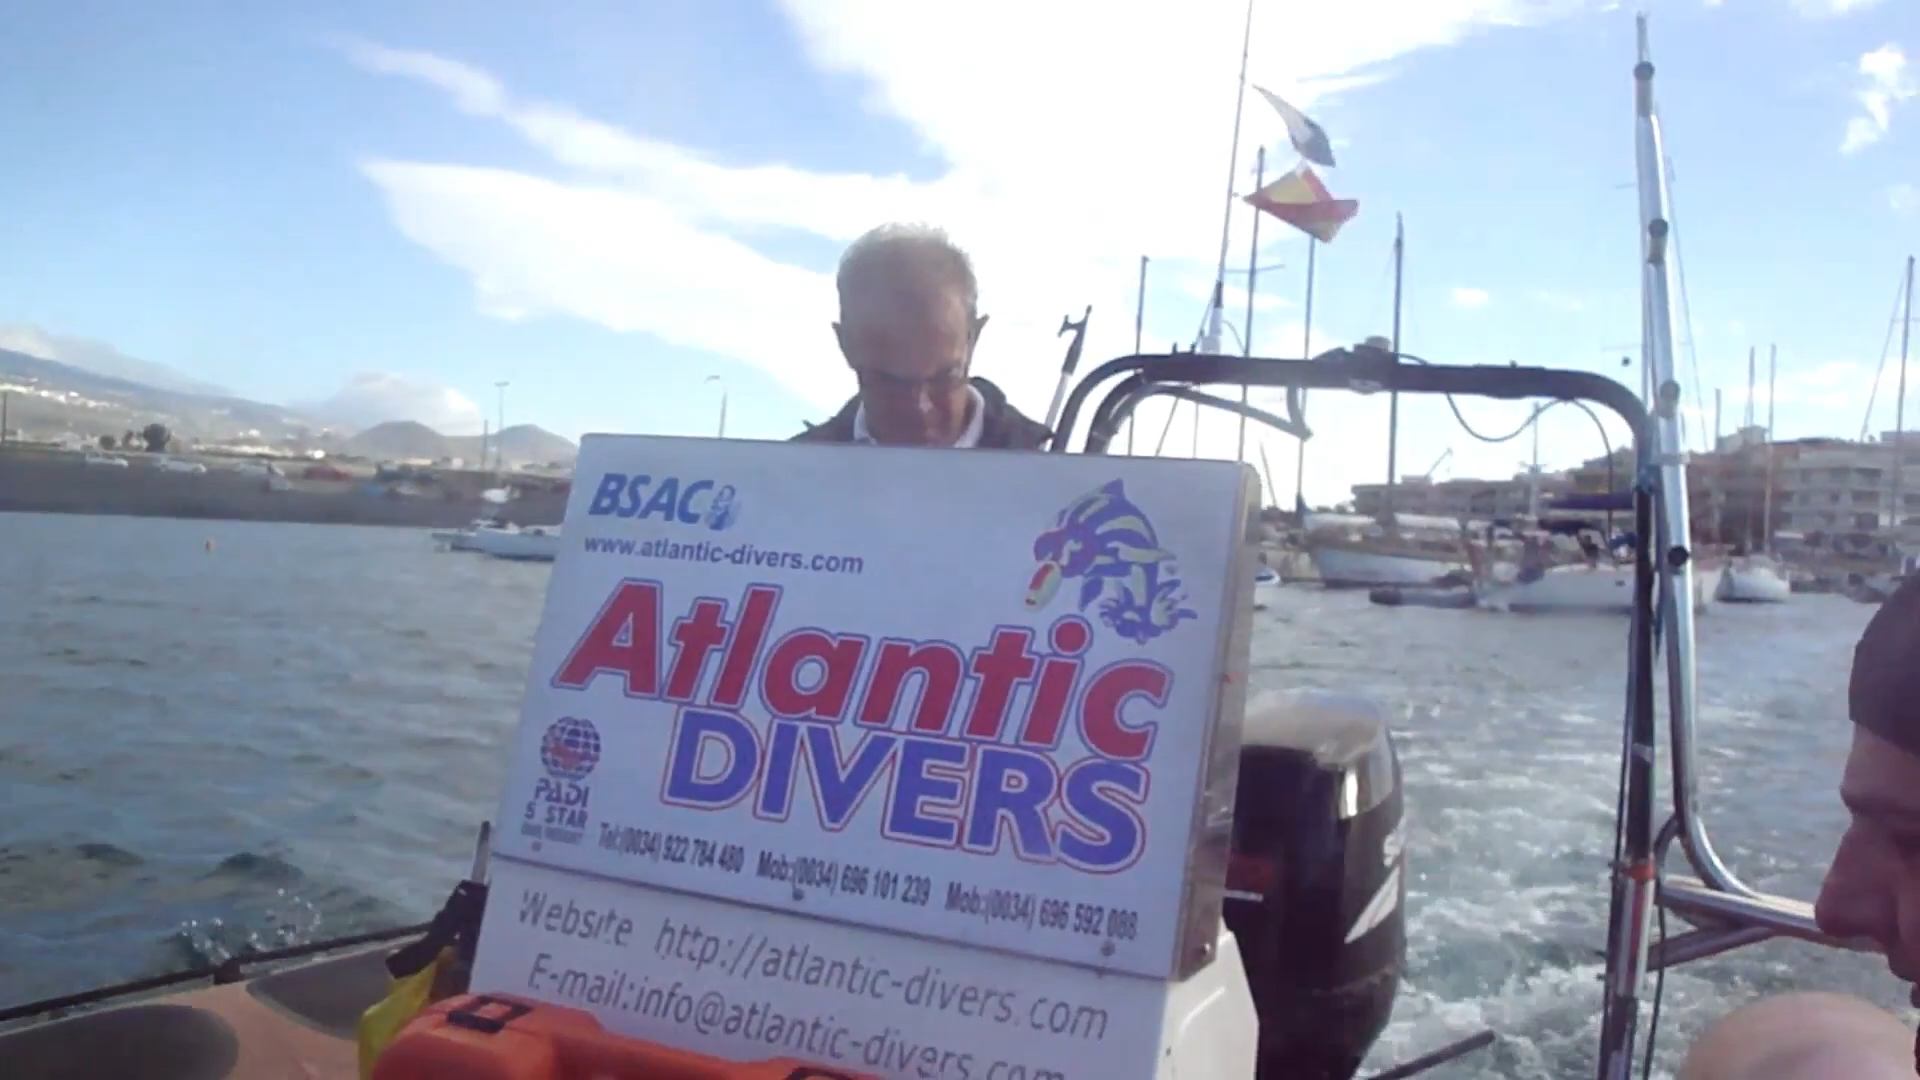 BSAC
www.atlantic-divers.com
Atlantic
DIVERS
PADI
5 STAR
Tel:(0034) 922 784 480 Mob:(0034) 696 101 239 Mob:(0034) 696 592 088
Website http://atlantic-divers.com
E-mail:info@atlantic-divers.com